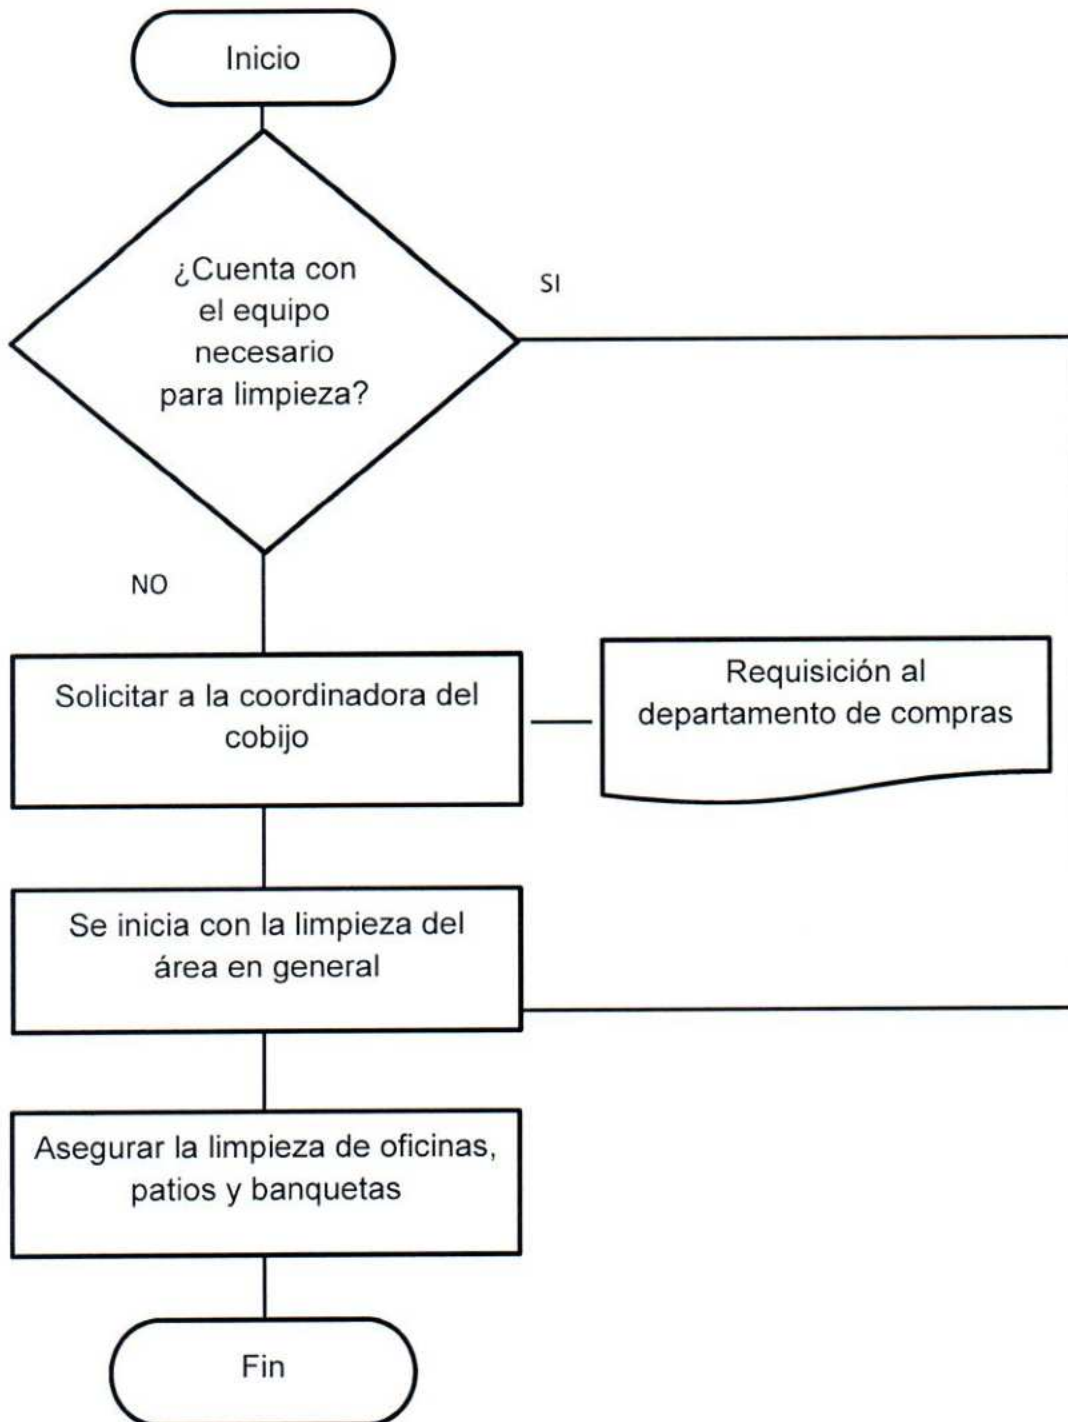 Inicio
¿Cuenta con
el equipo
necesario
para limpieza?
SI
NO
Solicitar a la coordinadora del
cobijo
Requisición al
departamento de compras
Se inicia con la limpieza del
área en general
Asegurar la limpieza de oficinas,
patios y banquetas
Fin